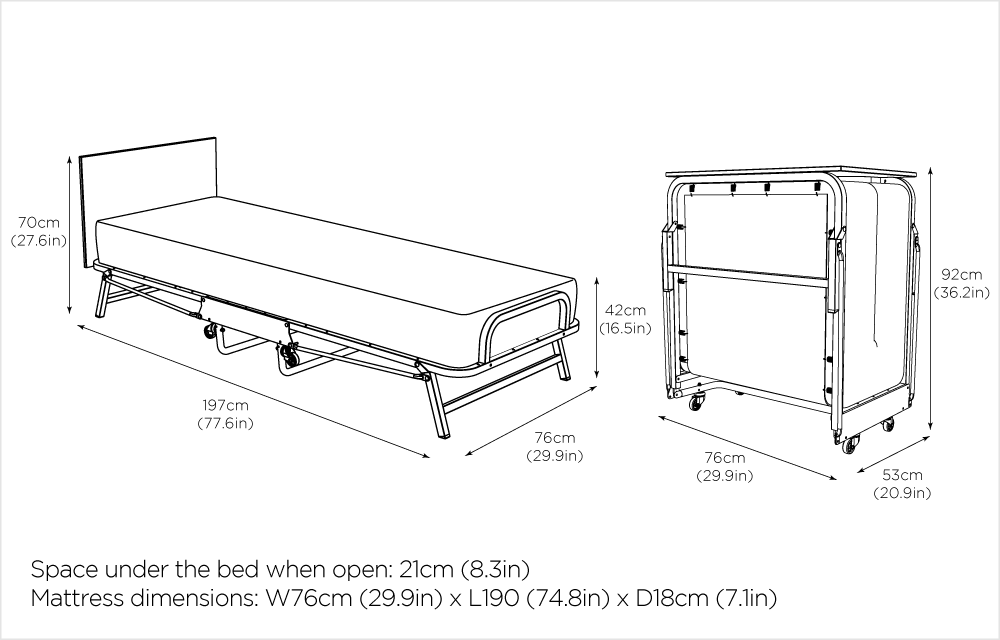 70cm
(27.6in)
42cm
(16.5in)
197cm
(77.6in)
76cm
(29.9in)
92cm
(36.2in)
76cm
(29.9in)
53cm
(20.9in)
Space under the bed when open: 21cm (8.3in)
Mattress dimensions: W76cm (29.9in) x L190 (74.8in) x D18cm (7.1in)